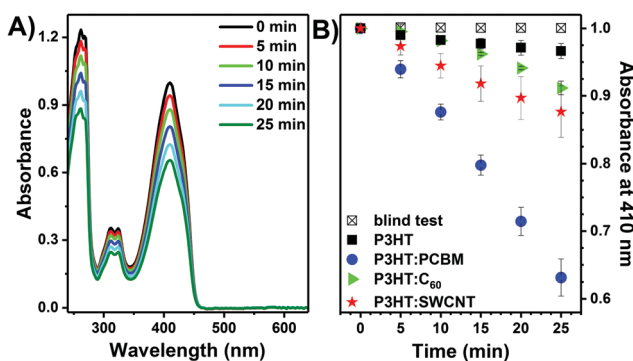 A)
0 min
5 min
10 min
15 min
20 min
25 min
1.2
0.9
0.6
0.3
0.0
300
400
500
600
Absorbance
Wavelength (nm)
B)
blind test
P3HT
P3HT:PCBM
P3HT:C₆₀
P3HT:SWCNT
0
5
10
15
20
25
Time (min)
1.0
0.9
0.8
0.7
0.6
Absorbance at 410 nm